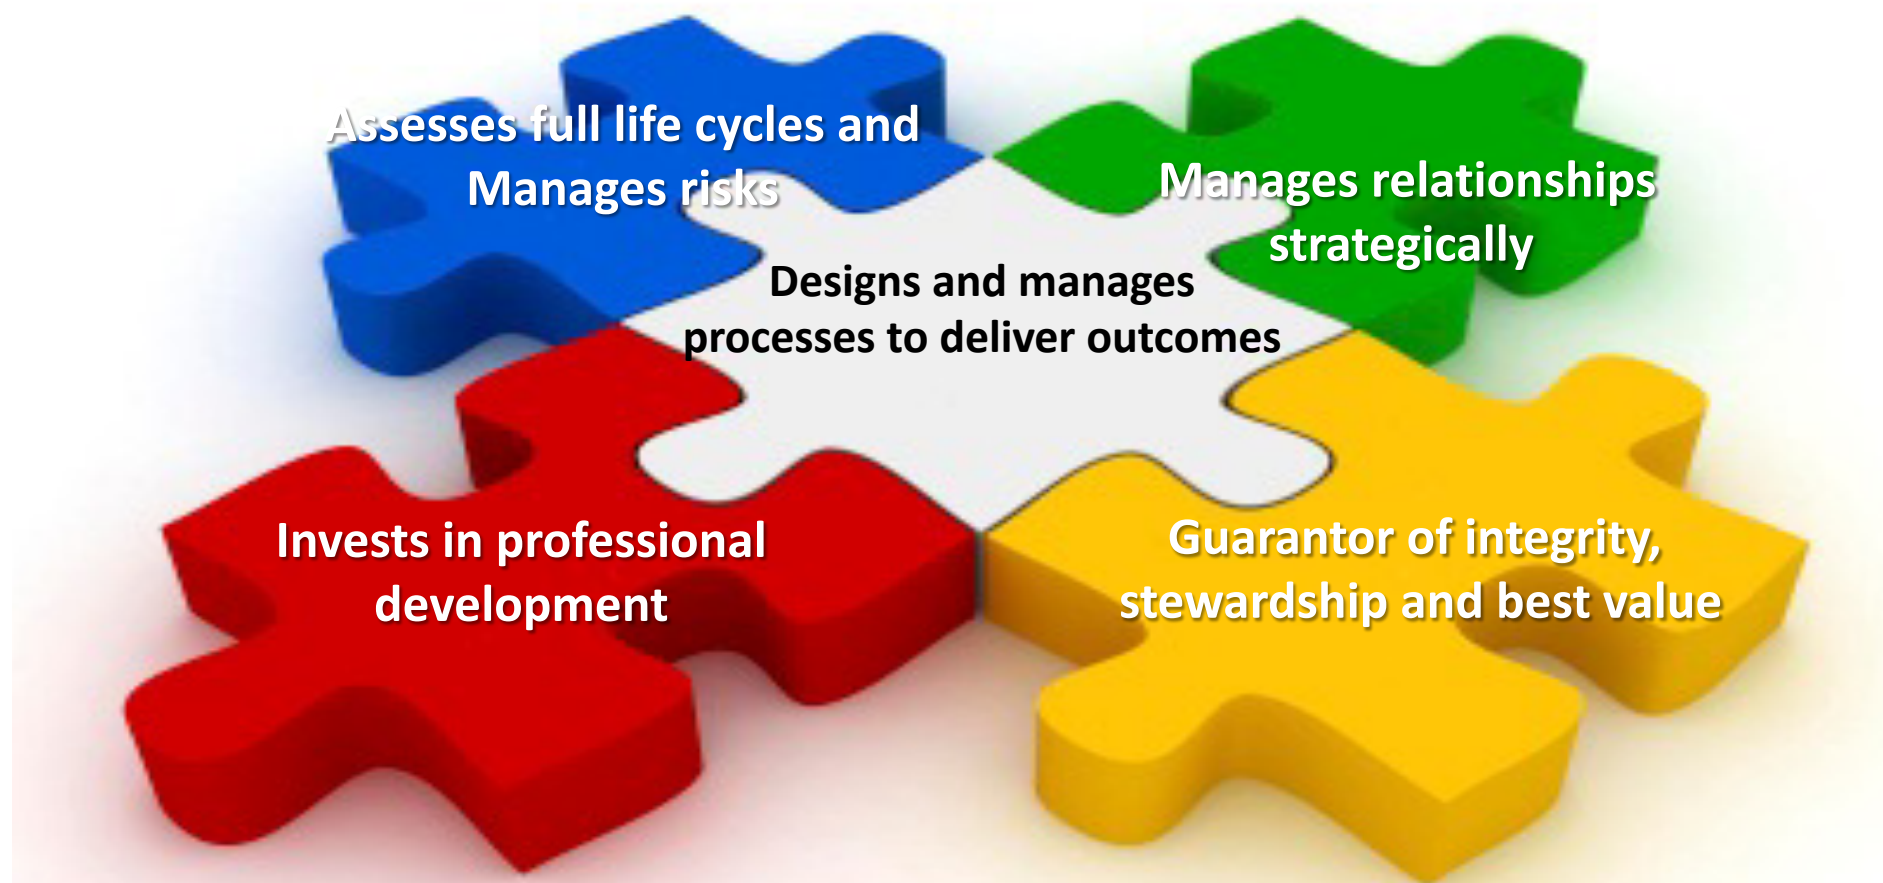 Assesses full life cycles and
Manages risks
Manages relationships
strategically
Designs and manages
processes to deliver outcomes
Invests in professional
development
Guarantor of integrity,
stewardship and best value